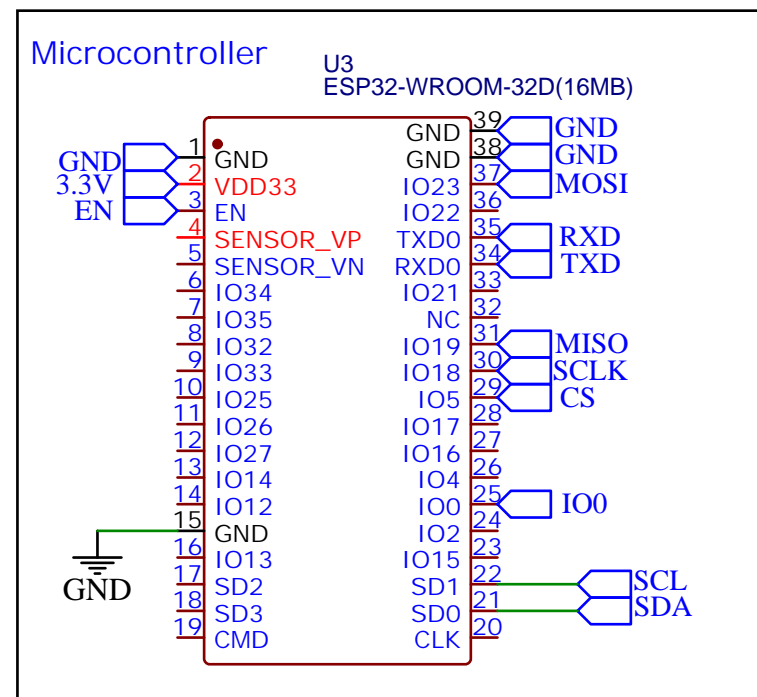 Microcontroller
U3
ESP32-WROOM-32D(16MB)
GND 1 GND GND 39 GND
3.3V 2 VDD33 GND 38 GND
EN 3 EN IO23 37 MOSI
4 SENSOR_VP IO22 36
5 SENSOR_VN TXD0 35 RXD
6 IO34 RXD0 34 TXD
7 IO35 IO21 33
8 IO32 NC 32
9 IO33 IO19 31 MISO
10 IO25 IO18 30 SCLK
11 IO26 IO5 29 CS
12 IO27 IO17 28
13 IO14 IO16 27
14 IO12 IO4 26
15 GND IO0 25 IO0
16 IO13 IO2 24
17 SD2 IO15 23
18 SD3 SD1 22 SCL
19 CMD SD0 21 SDA
CLK 20
GND